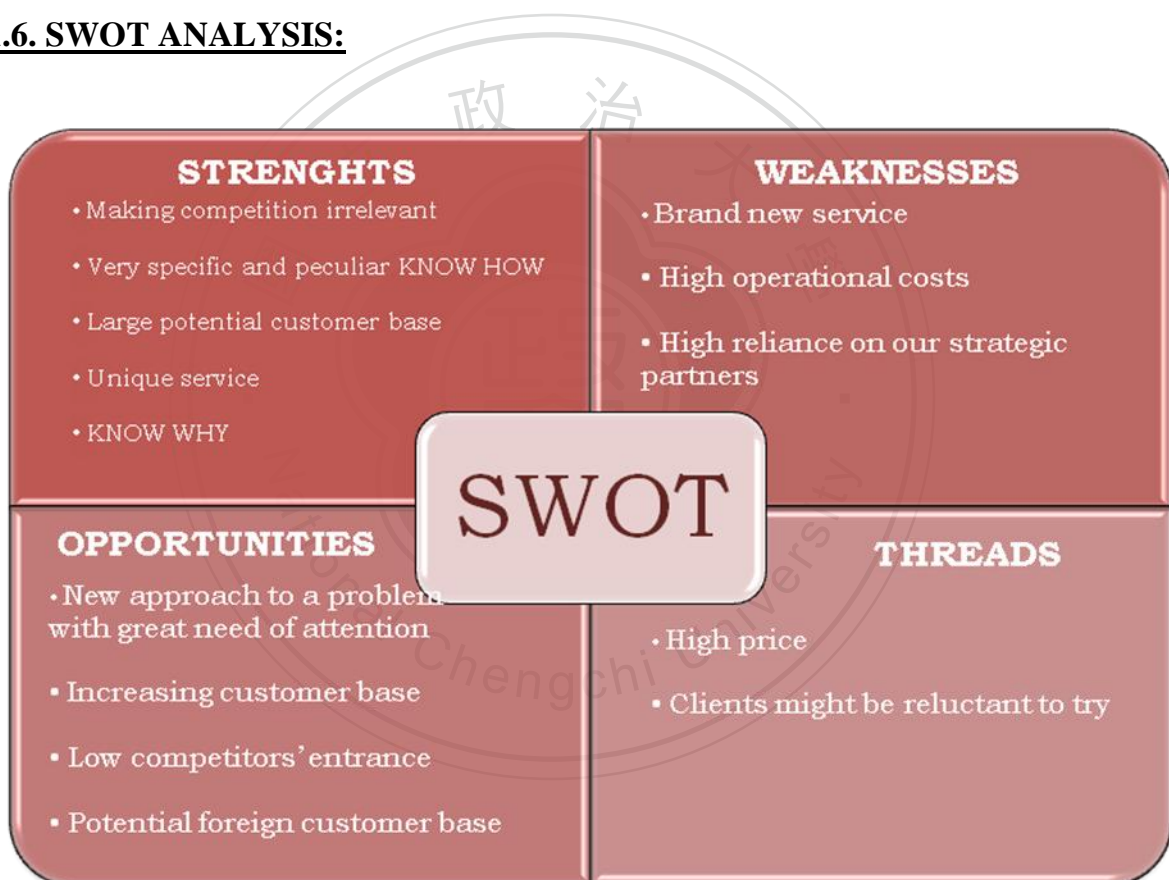 .6. SWOT ANALYSIS:
政 治 大
STRENGHTS
• Making competition irrelevant
• Very specific and peculiar KNOW HOW
• Large potential customer base
• Unique service
• KNOW WHY
WEAKNESSES
• Brand new service
• High operational costs
• High reliance on our strategic
partners
SWOT
OPPORTUNITIES
• New approach to a problem
with great need of attention
• Increasing customer base
• Low competitors' entrance
• Potential foreign customer base
THREADS
• High price
• Clients might be reluctant to try
Chengchi University